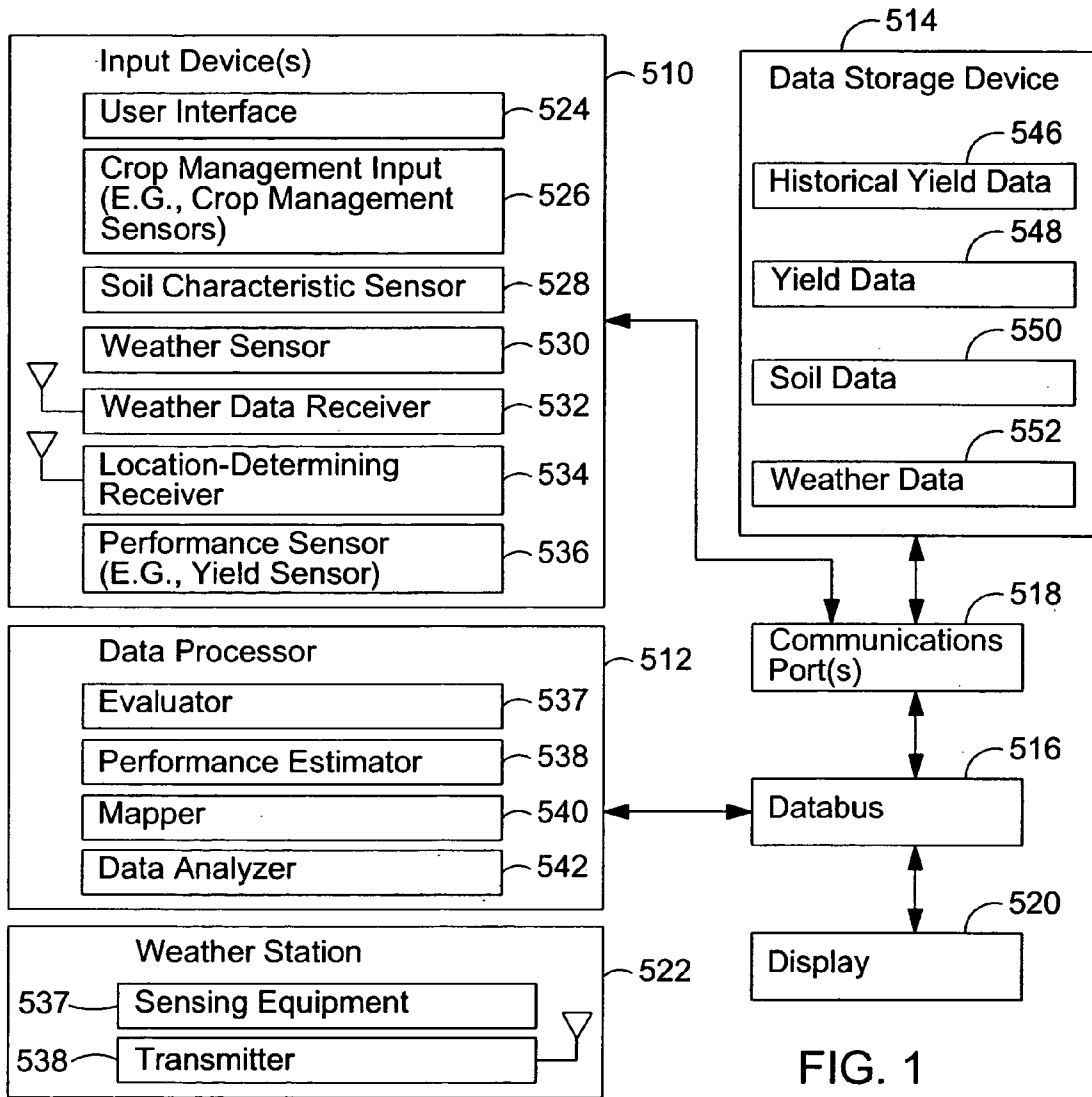 Input Device(s)
510
User Interface
524
Crop Management Input
(E.G., Crop Management
Sensors)
526
Soil Characteristic Sensor
528
Weather Sensor
530
Weather Data Receiver
532
Location-Determining
Receiver
534
Performance Sensor
(E.G., Yield Sensor)
536
Data Processor
512
Evaluator
537
Performance Estimator
538
Mapper
540
Data Analyzer
542
Weather Station
522
537
Sensing Equipment
538
Transmitter
514
Data Storage Device
546
Historical Yield Data
548
Yield Data
550
Soil Data
552
Weather Data
518
Communications
Port(s)
516
Databus
520
Display
FIG. 1